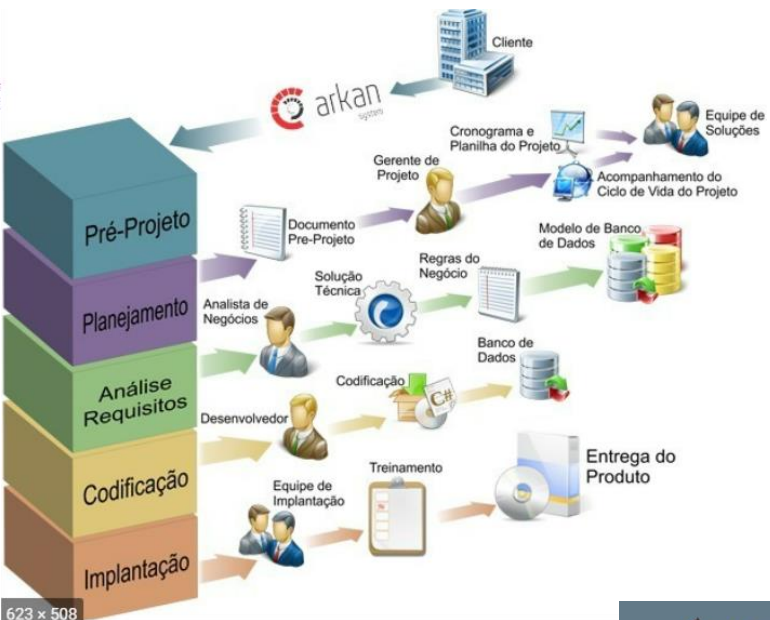 Cliente
arkan
system
Pré-Projeto
Cronograma e
Planilha do Projeto
Equipe de
Soluções
Gerente de
Projeto
Acompanhamento do
Ciclo de Vida do Projeto
Documento
Pre-Projeto
Planejamento
Modelo de Banco
de Dados
Regras do
Negócio
Solução
Técnica
Analista de
Negócios
Análise
Requisitos
Banco de
Dados
Codificação
C#
Desenvolvedor
Codificação
Entrega do
Produto
Treinamento
Equipe de
Implantação
Implantação
623 × 508